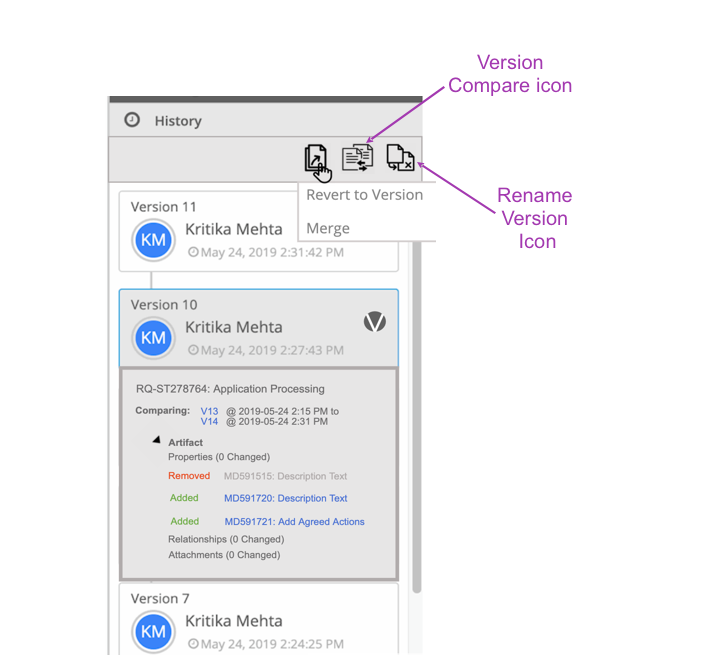 Version
Compare icon
History
Rename
Version
Icon
Revert to Version
Merge
Version 11
KM
Kritika Mehta
May 24, 2019 2:31:42 PM
Version 10
KM
Kritika Mehta
V
May 24, 2019 2:27:43 PM
RQ-ST278764: Application Processing
Comparing: V13 @ 2019-05-24 2:15 PM to
V14 @ 2019-05-24 2:31 PM
Artifact
Properties (0 Changed)
Removed MD591515: Description Text
Added MD591720: Description Text
Added MD591721: Add Agreed Actions
Relationships (0 Changed)
Attachments (0 Changed)
Version 7
KM
Kritika Mehta
May 24, 2019 2:24:25 PM